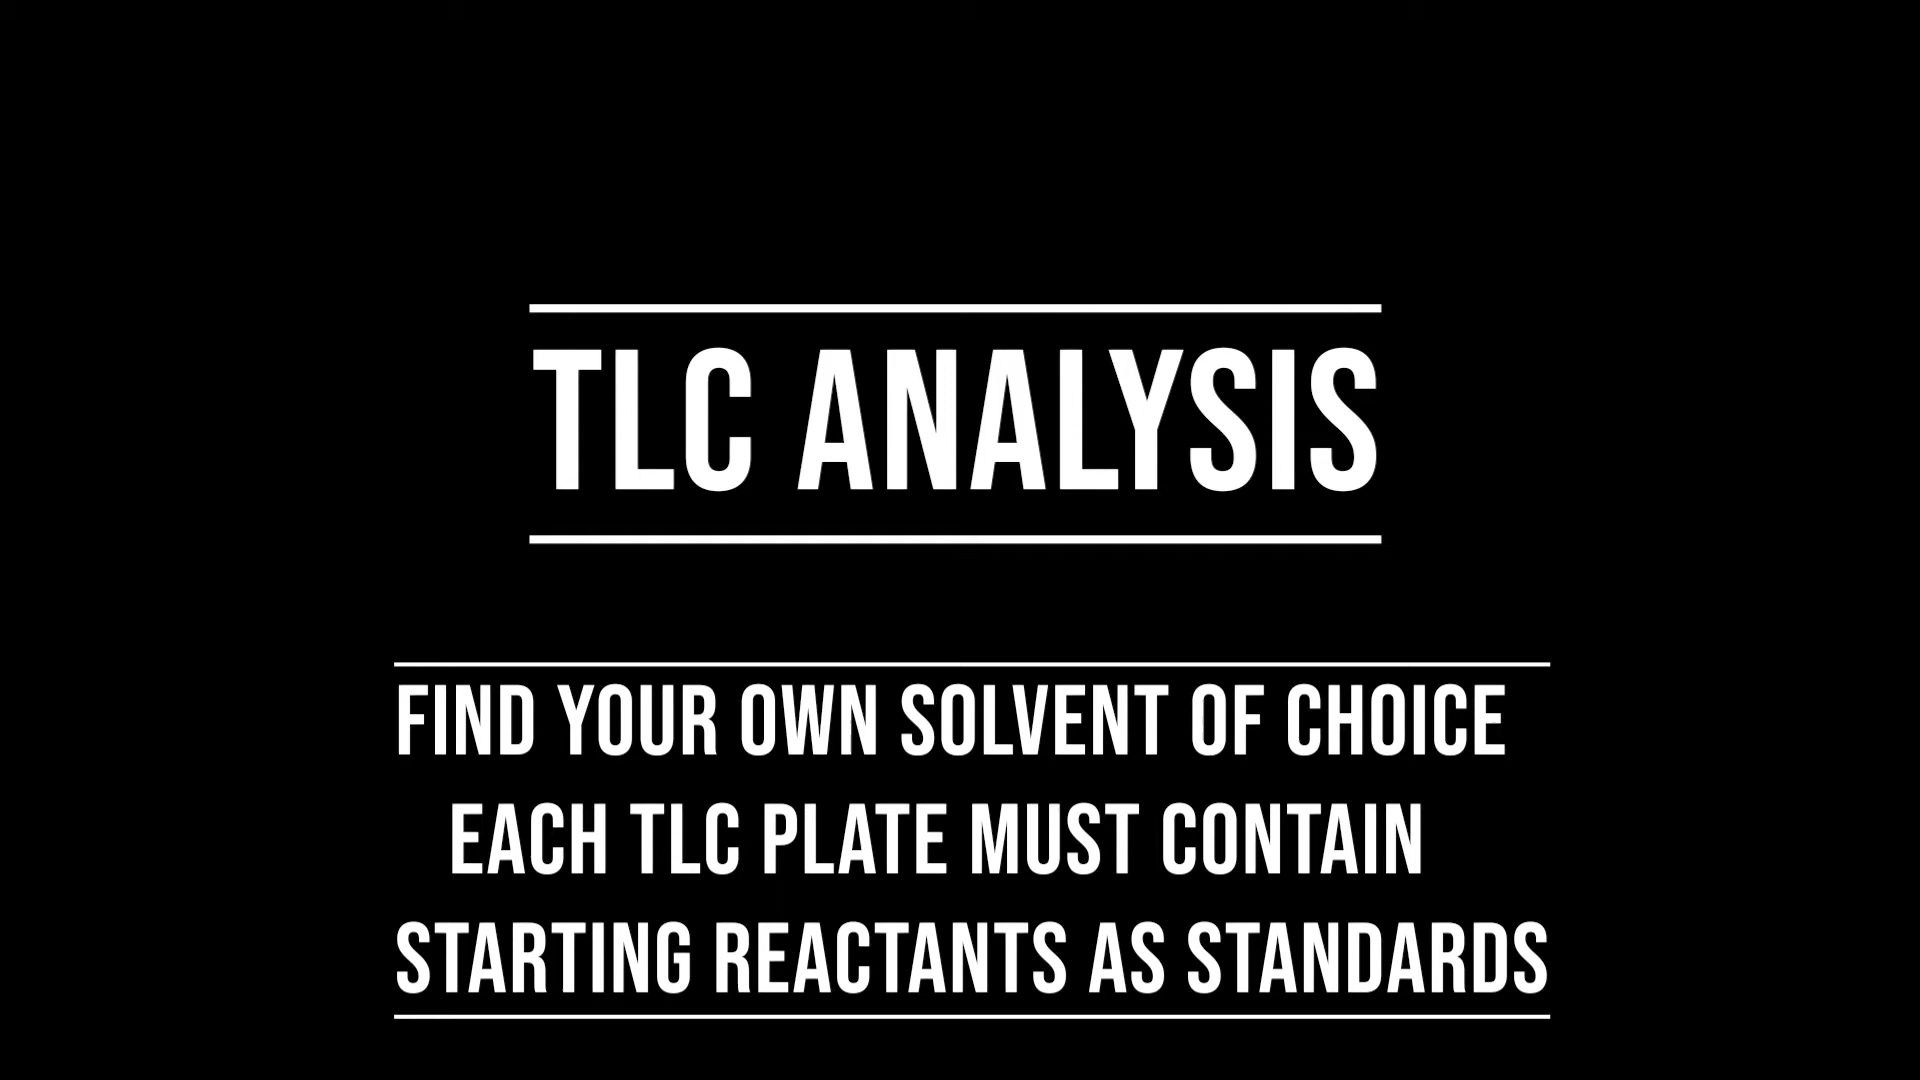 TLC ANALYSIS
FIND YOUR OWN SOLVENT OF CHOICE
EACH TLC PLATE MUST CONTAIN
STARTING REACTANTS AS STANDARDS